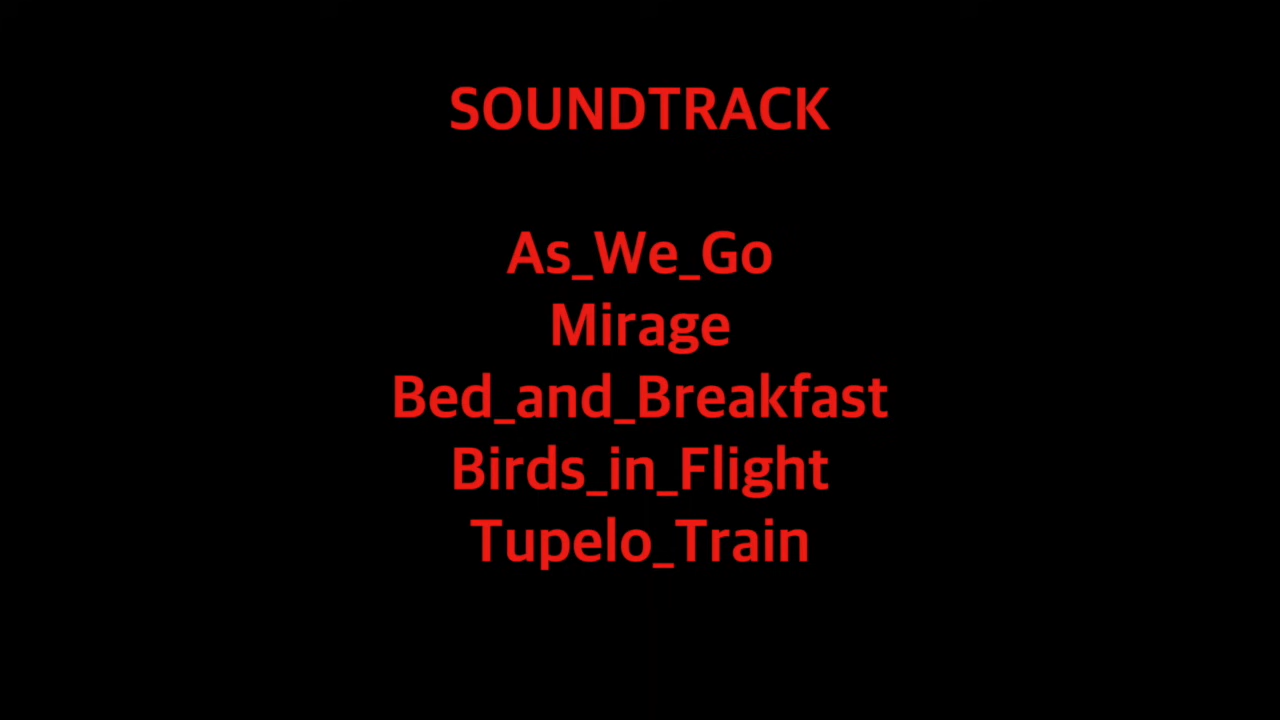 SOUNDTRACK
As_We_Go
Mirage
Bed_and_Breakfast
Birds_in_Flight
Tupelo_Train